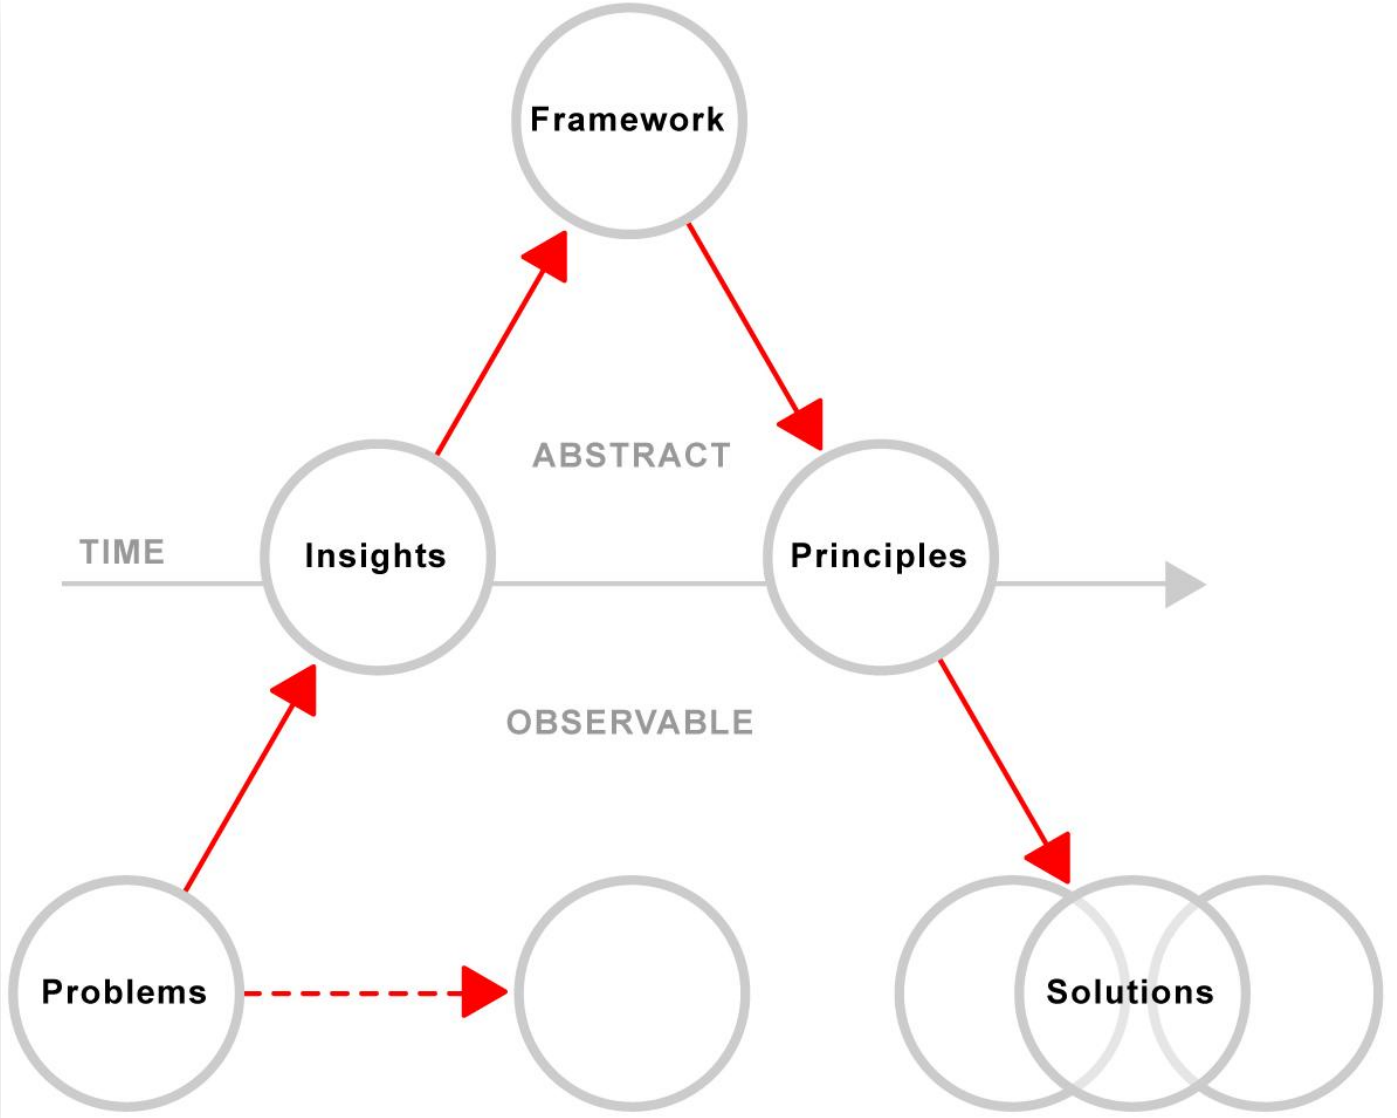 Framework
ABSTRACT
TIME
Insights
Principles
OBSERVABLE
Problems
Solutions